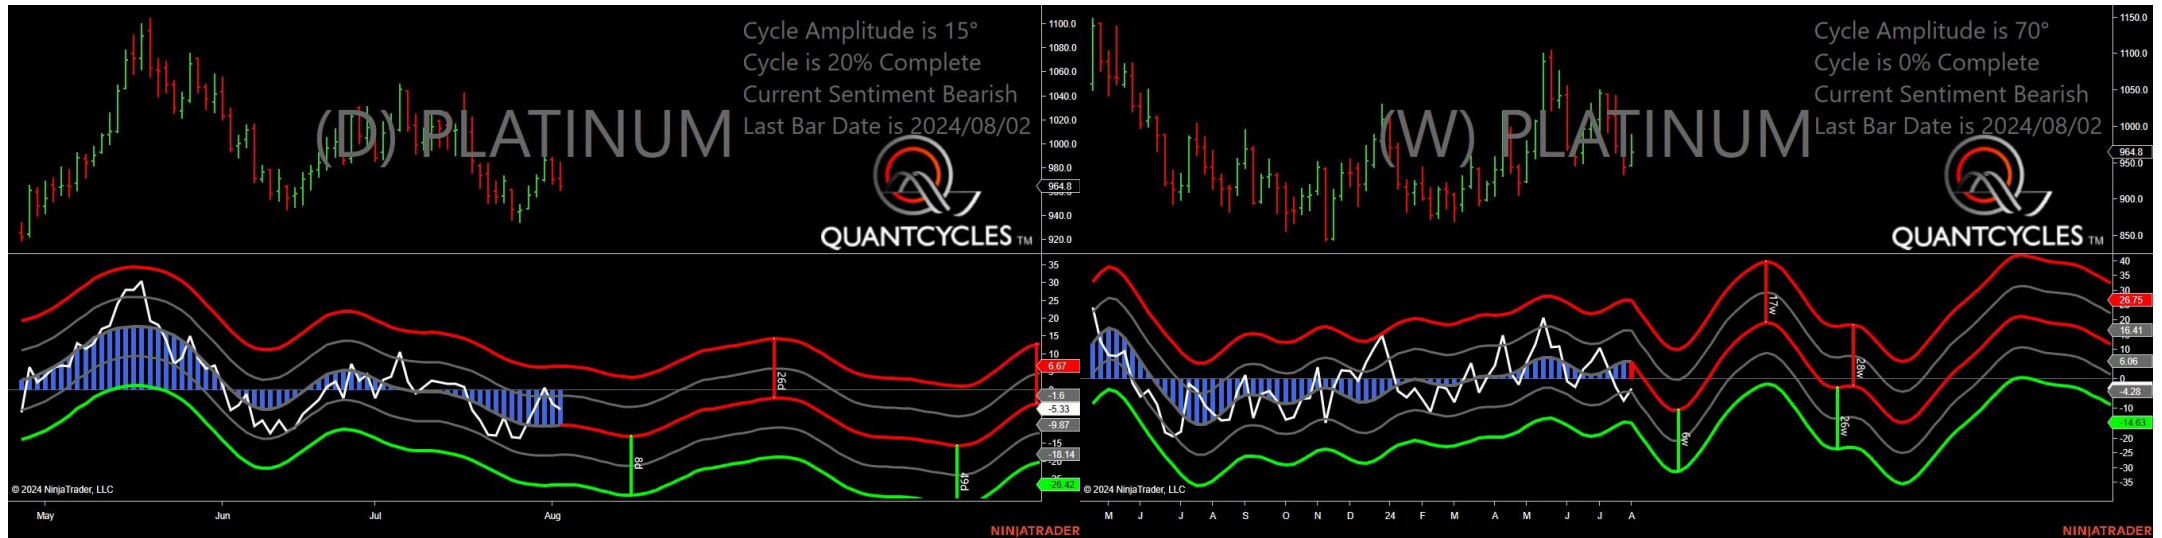 Cycle Amplitude is 15°
Cycle is 20% Complete
Current Sentiment Bearish
Last Bar Date is 2024/08/02
(D) PLATINUM
QUANTCYCLES TM
1100.0
1080.0
1060.0
1040.0
1020.0
1000.0
980.0
964.8
940.0
920.0
35
30
25
20
15
10
6.67
-1.6
-5.33
-9.87
-15
-18.14
-26.42
26d
8d
49d
© 2024 NinjaTrader, LLC
May Jun Jul Aug
NINJATRADER
Cycle Amplitude is 70°
Cycle is 0% Complete
Current Sentiment Bearish
Last Bar Date is 2024/08/02
(W) PLATINUM
QUANTCYCLES TM
1150.0
1100.0
1050.0
1000.0
964.8
950.0
900.0
850.0
40
35
30
26.75
20
16.41
10
6.06
0
-4.28
-10
-14.63
-20
-25
-30
-35
17w
28w
6w
26w
© 2024 NinjaTrader, LLC
M J J A S O N D 24 F M A M J J A
NINJATRADER